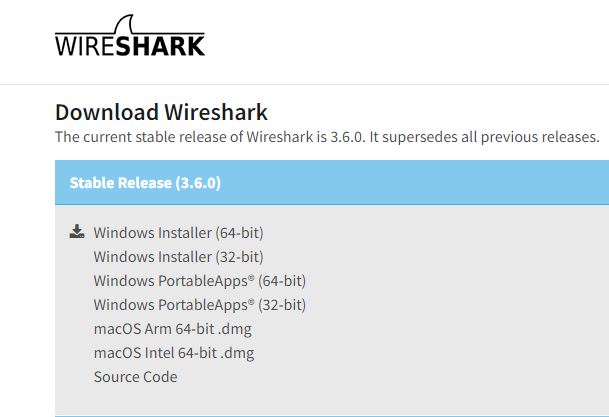 WIRESHARK
Download Wireshark
The current stable release of Wireshark is 3.6.0. It supersedes all previous releases.
Stable Release (3.6.0)
Windows Installer (64-bit)
Windows Installer (32-bit)
Windows PortableApps® (64-bit)
Windows PortableApps® (32-bit)
macOS Arm 64-bit .dmg
macOS Intel 64-bit .dmg
Source Code